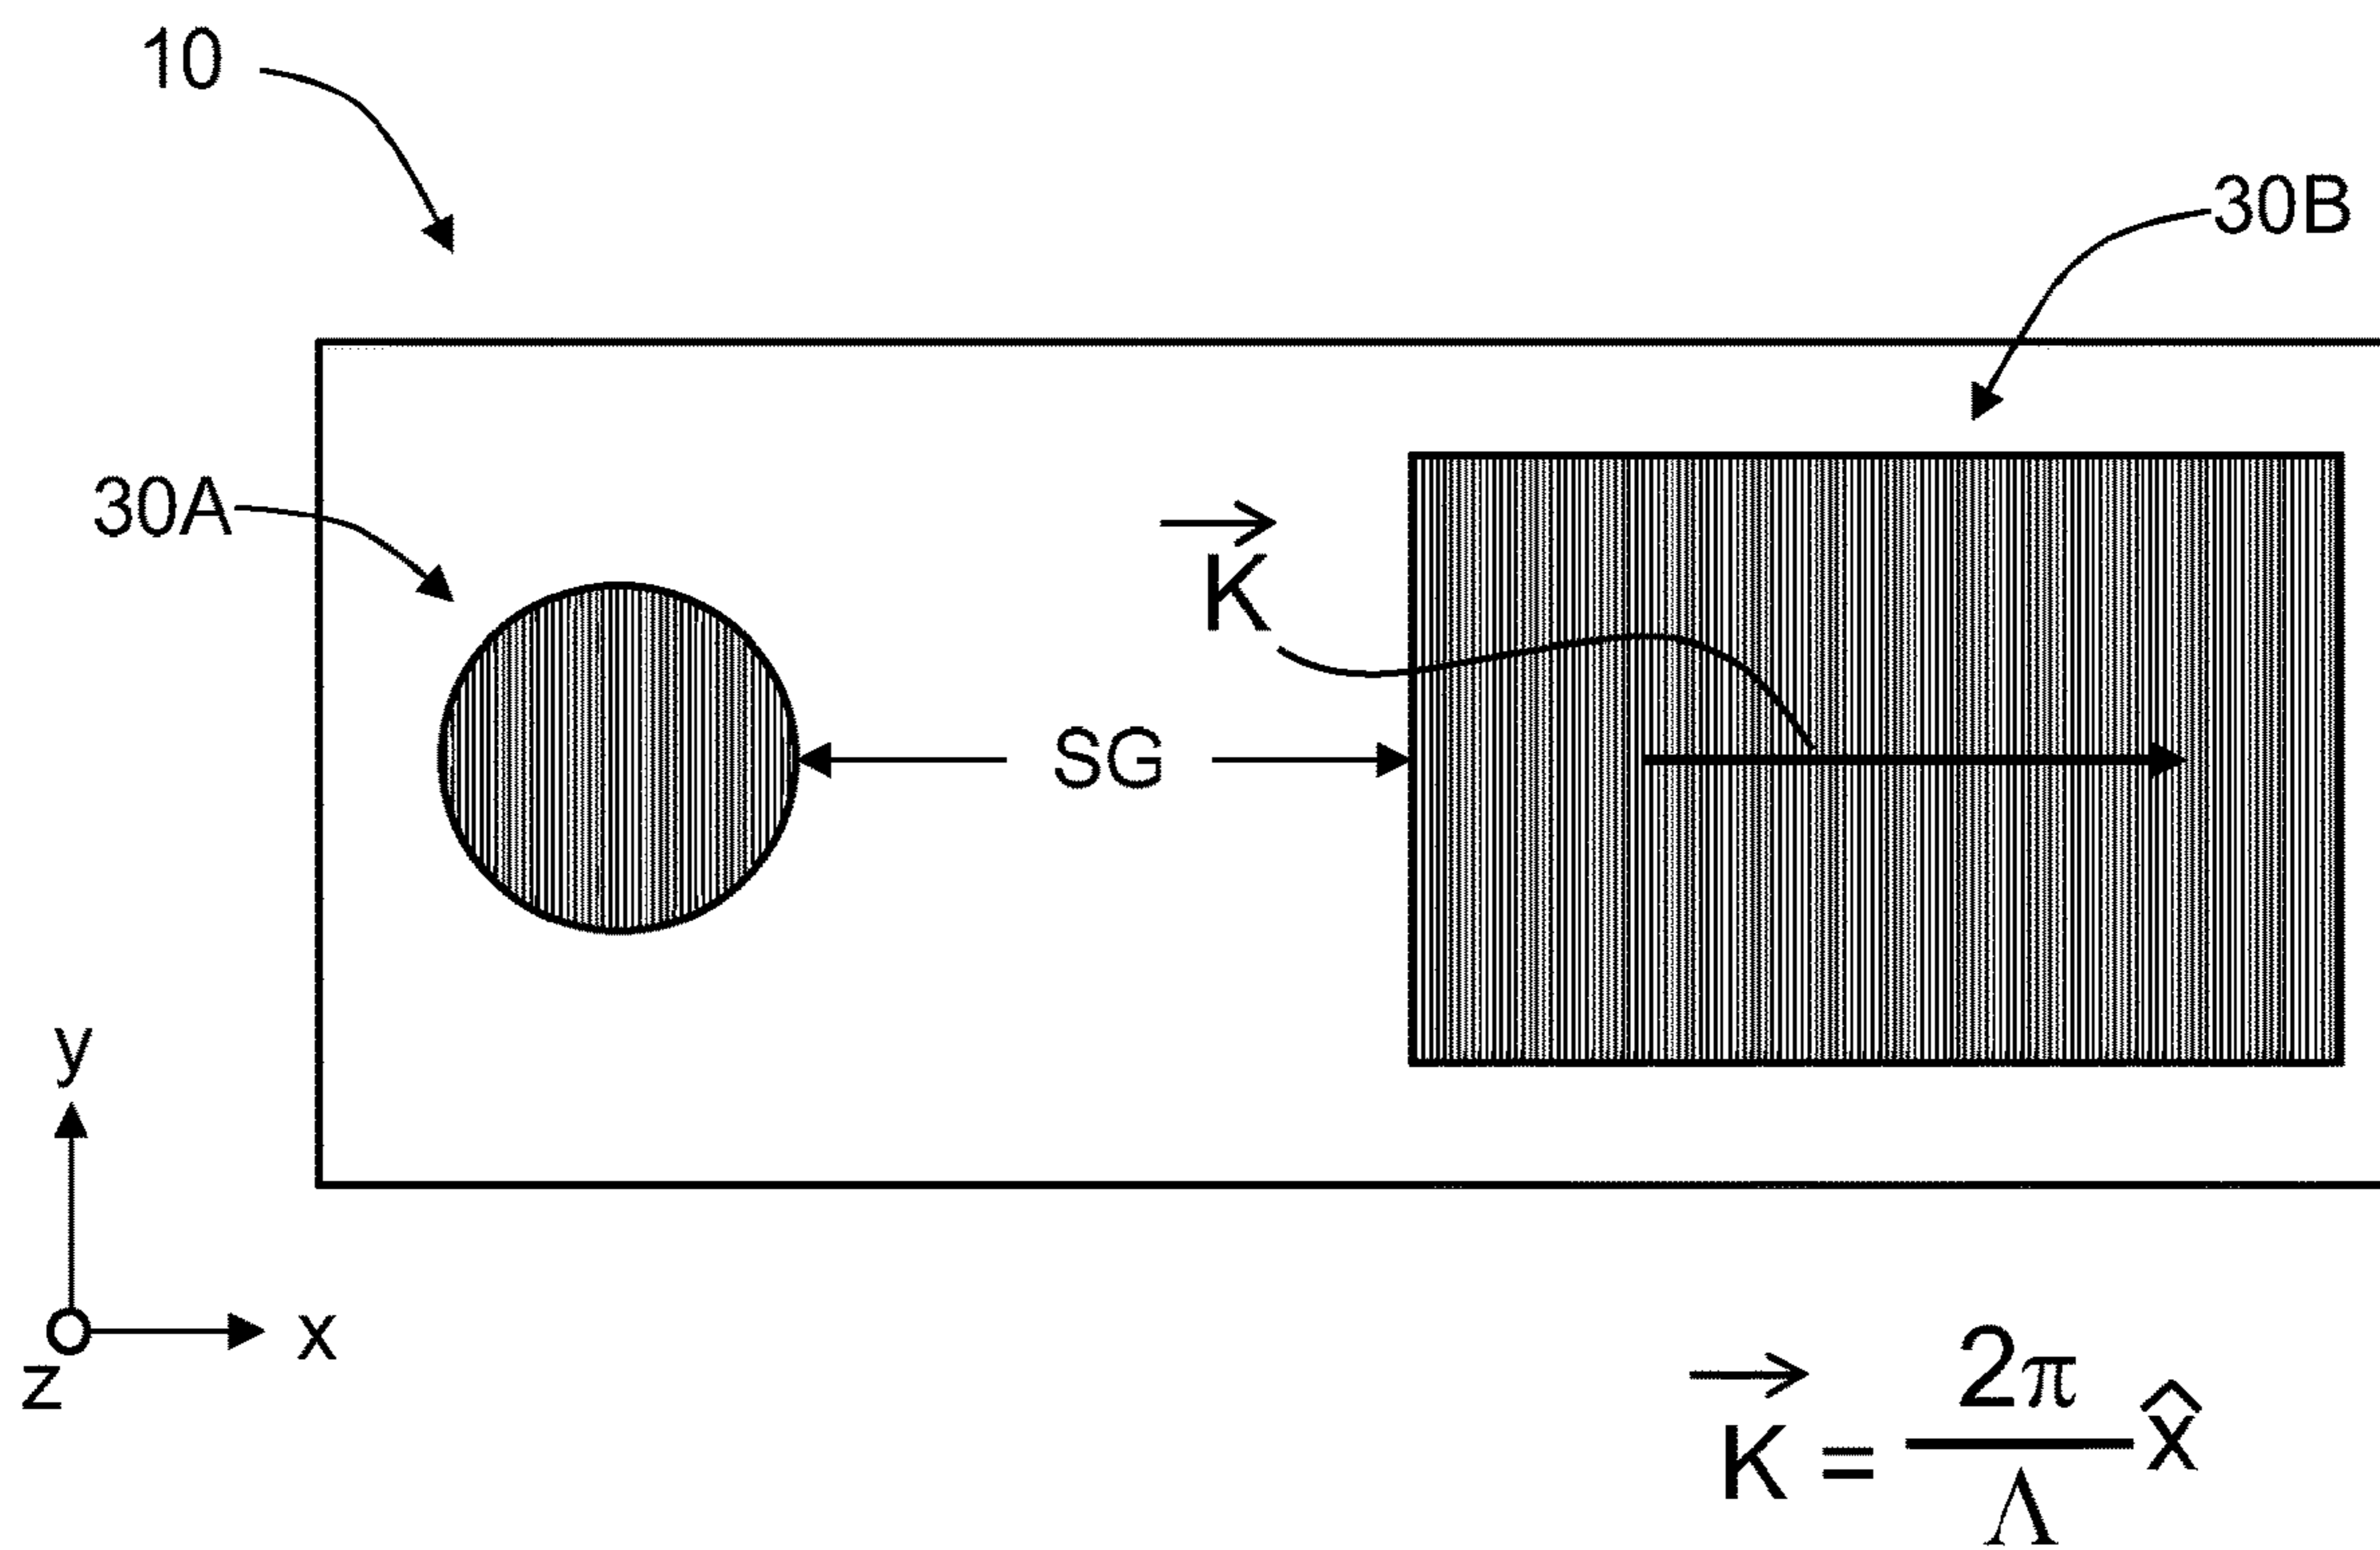 10
30B
30A
K
SG
y
x
z
K = 2π/Λ x̂